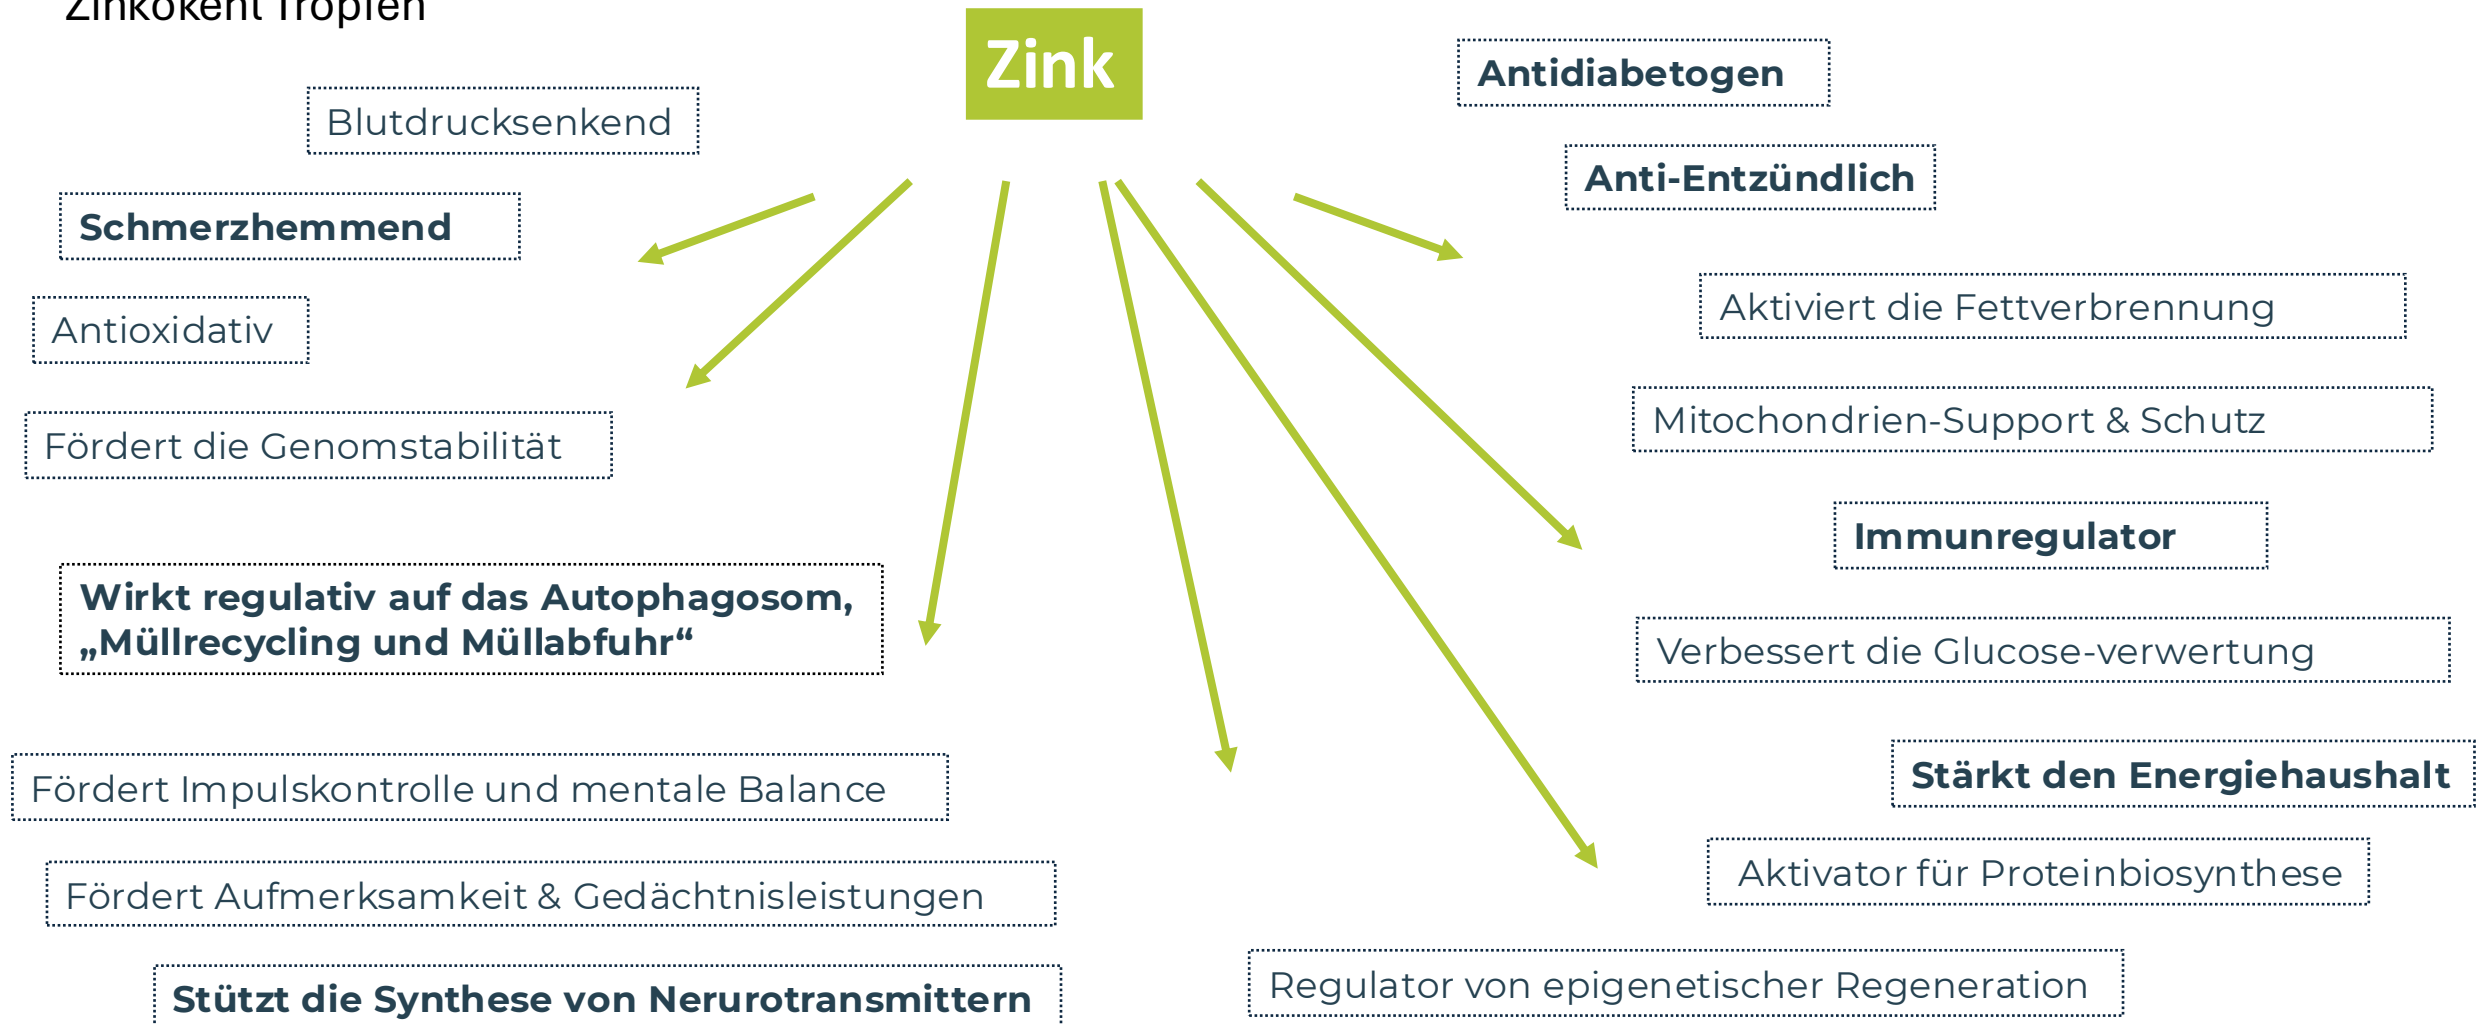 Zinkokehl Tropfen
Zink
Blutdrucksenkend
Schmerzhemmend
Antioxidativ
Fördert die Genomstabilität
Wirkt regulativ auf das Autophagosom,
„Müllrecycling und Müllabfuhr“
Fördert Impulskontrolle und mentale Balance
Fördert Aufmerksamkeit & Gedächtnisleistungen
Stützt die Synthese von Nerurotransmittern
Antidiabetogen
Anti-Entzündlich
Aktiviert die Fettverbrennung
Mitochondrien-Support & Schutz
Immunregulator
Verbessert die Glucose-verwertung
Stärkt den Energiehaushalt
Aktivator für Proteinbiosynthese
Regulator von epigenetischer Regeneration